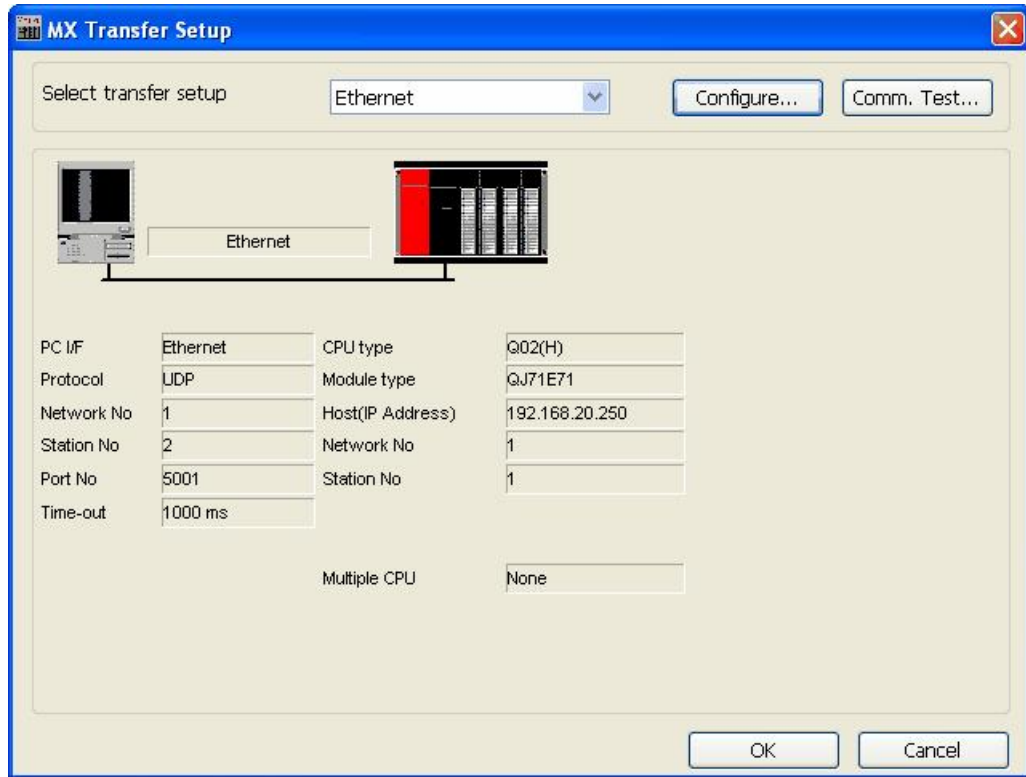 MX Transfer Setup
Select transfer setup Ethernet Configure... Comm. Test...
Ethernet
PC I/F Ethernet CPU type Q02(H)
Protocol UDP Module type QJ71E71
Network No 1 Host(IP Address) 192.168.20.250
Station No 2 Network No 1
Port No 5001 Station No 1
Time-out 1000 ms
Multiple CPU None
OK Cancel